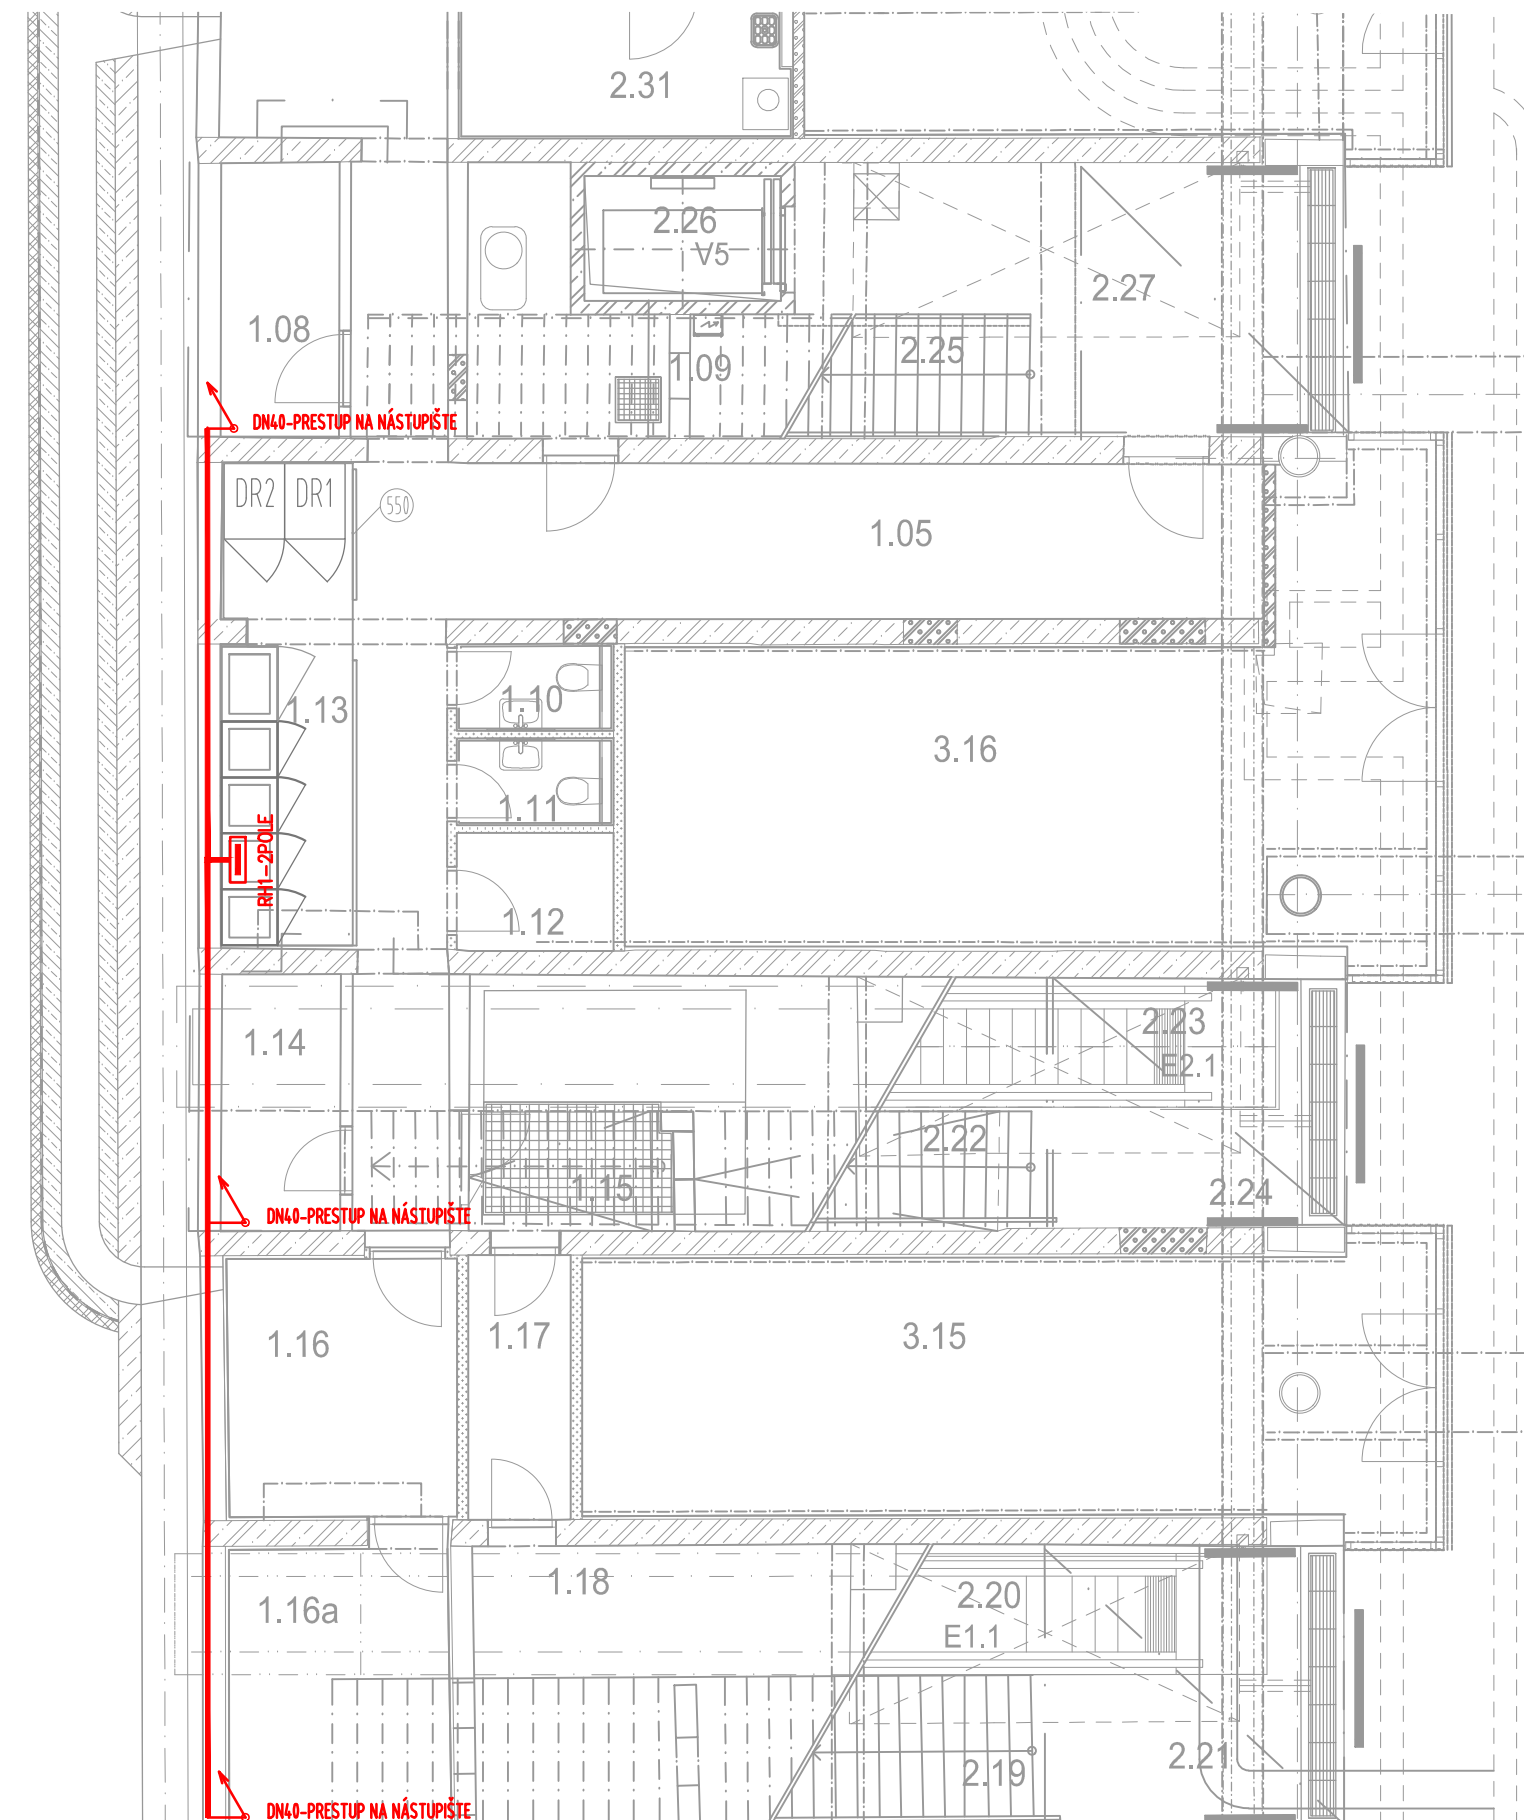 2.31
2.26
V5
2.27
1.08
2.25
1.09
DN40-PRESTUP NA NÁSTUPIŠTE
DR2 DR1
550
1.05
1.10
1.13
3.16
1.11
RH1-2POLE
1.12
2.23
1.14
E2.1
2.22
1.15
2.24
DN40-PRESTUP NA NÁSTUPIŠTE
1.16
1.17
3.15
1.18
2.20
1.16a
E1.1
2.21
2.19
DN40-PRESTUP NA NÁSTUPIŠTE